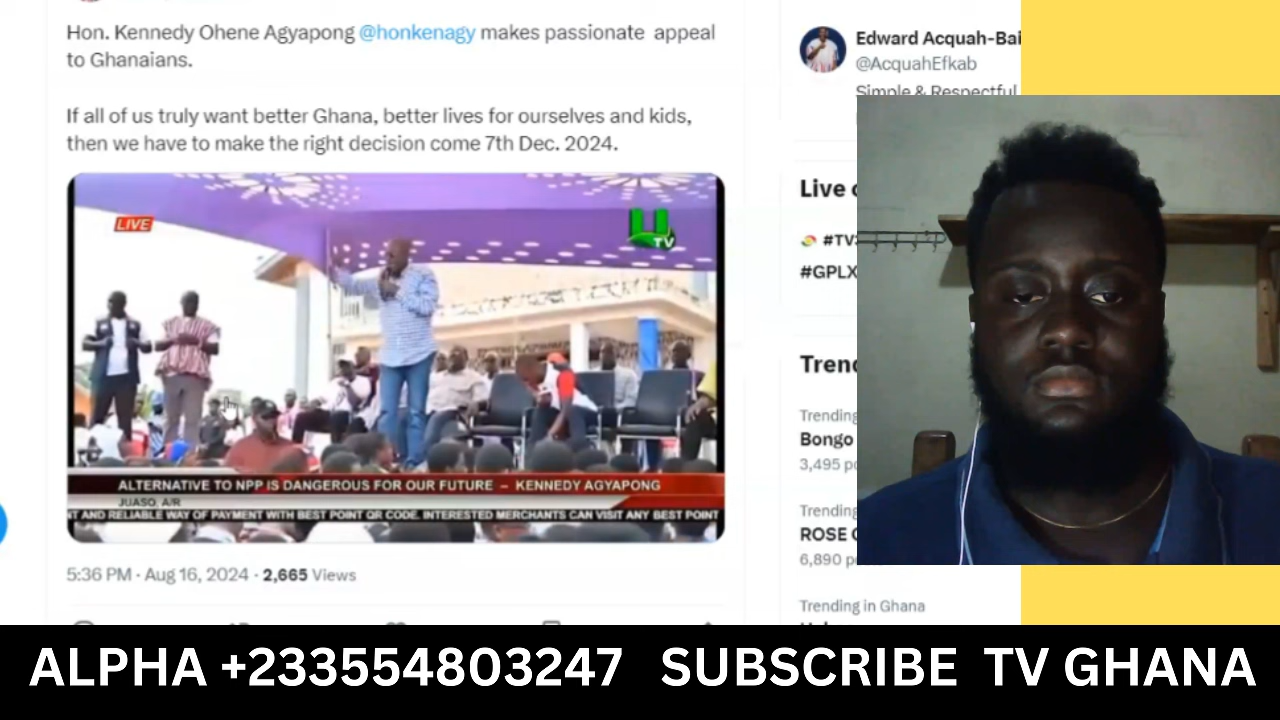 Hon. Kennedy Ohene Agyapong @honkenagy makes passionate appeal
to Ghanaians.
If all of us truly want better Ghana, better lives for ourselves and kids,
then we have to make the right decision come 7th Dec. 2024.
LIVE
U
TV
ALTERNATIVE TO NPP IS DANGEROUS FOR OUR FUTURE – KENNEDY AGYAPONG
JUASO, A/R
NT AND RELIABLE WAY OF PAYMENT WITH BEST POINT QR CODE. INTERESTED MERCHANTS CAN VISIT ANY BEST POINT
5:36 PM · Aug 16, 2024 · 2,665 Views
Edward Acquah-Bai
@AcquahEfkab
Simple & Respectful
Live
#TV3
#GPLX
Trend
Trending
Bongo
3,495 po
Trending
ROSE
6,890 po
Trending in Ghana
ALPHA +233554803247 SUBSCRIBE TV GHANA